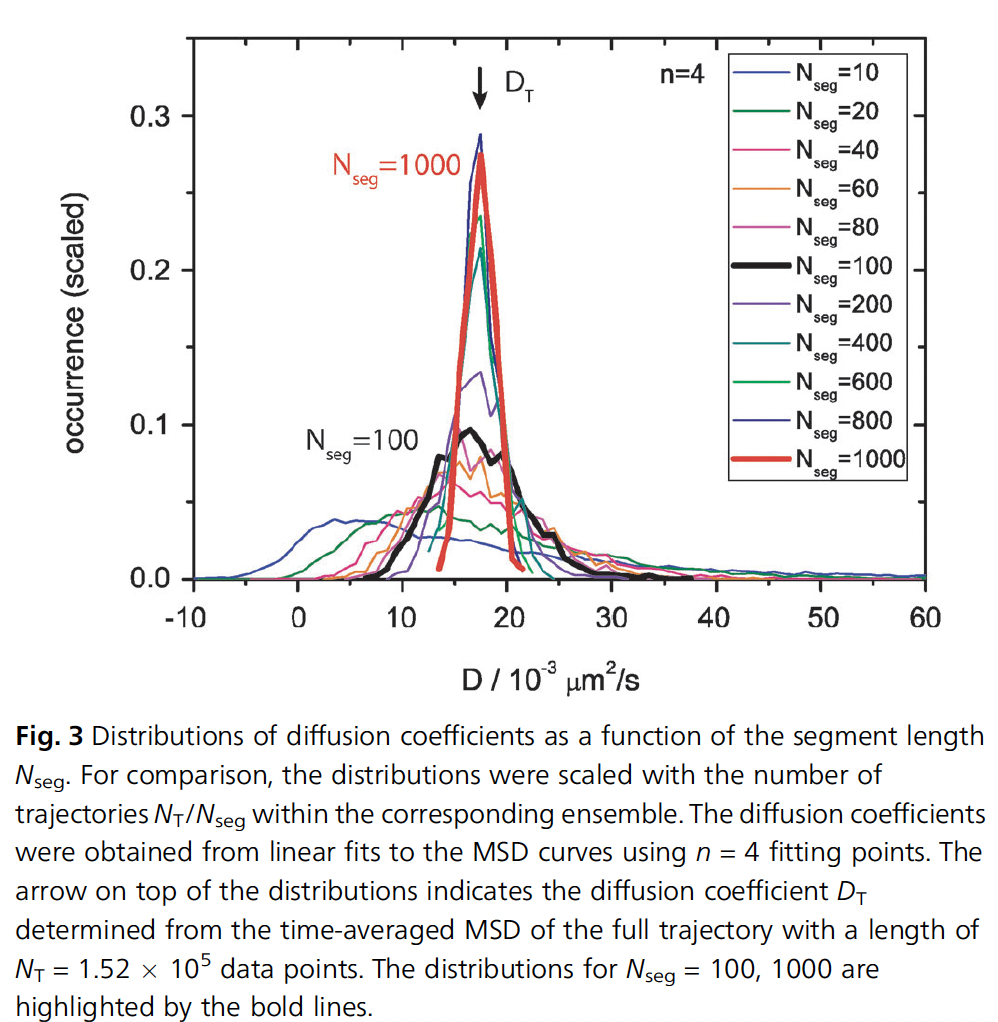 n=4
D_T
N_seg=1000
N_seg=100
N_seg=10
N_seg=20
N_seg=40
N_seg=60
N_seg=80
N_seg=100
N_seg=200
N_seg=400
N_seg=600
N_seg=800
N_seg=1000
occurrence (scaled)
0.3
0.2
0.1
0.0
-10 0 10 20 30 40 50 60
D / 10⁻³ μm²/s
Fig. 3 Distributions of diffusion coefficients as a function of the segment length
N_seg. For comparison, the distributions were scaled with the number of
trajectories N_T/N_seg within the corresponding ensemble. The diffusion coefficients
were obtained from linear fits to the MSD curves using n = 4 fitting points. The
arrow on top of the distributions indicates the diffusion coefficient D_T
determined from the time-averaged MSD of the full trajectory with a length of
N_T = 1.52 × 10⁵ data points. The distributions for N_seg = 100, 1000 are
highlighted by the bold lines.